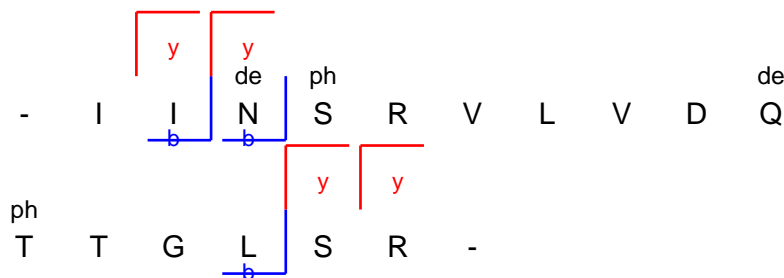 y y
de ph de
- I I N S R V L V D Q
b b
y y
ph
T T G L S R -
b